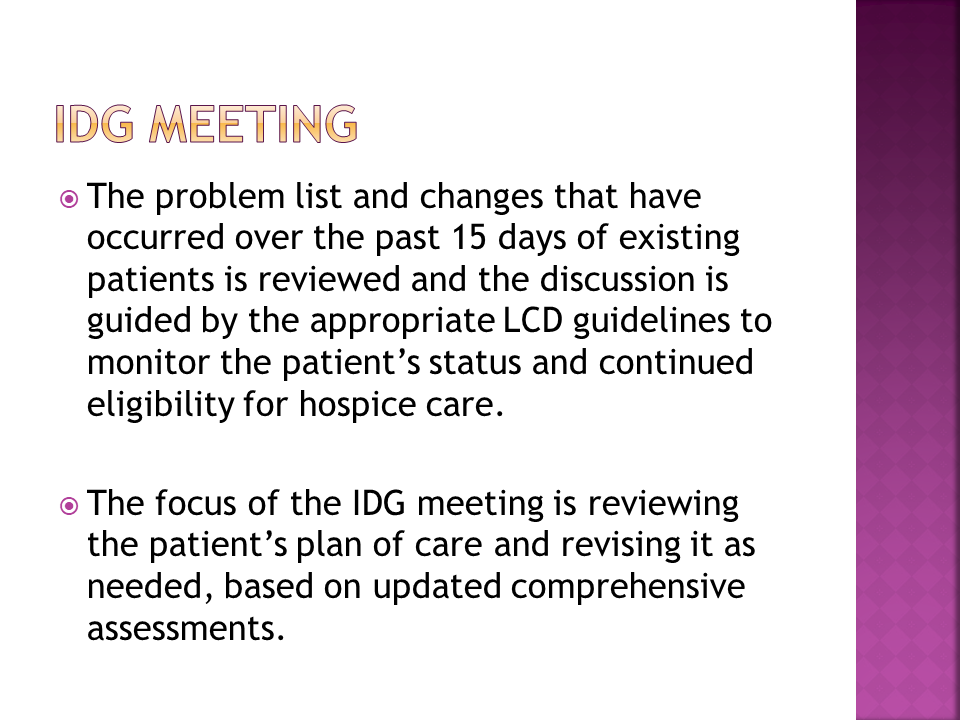 IDG MEETING
The problem list and changes that have
occurred over the past 15 days of existing
patients is reviewed and the discussion is
guided by the appropriate LCD guidelines to
monitor the patient’s status and continued
eligibility for hospice care.
The focus of the IDG meeting is reviewing
the patient’s plan of care and revising it as
needed, based on updated comprehensive
assessments.